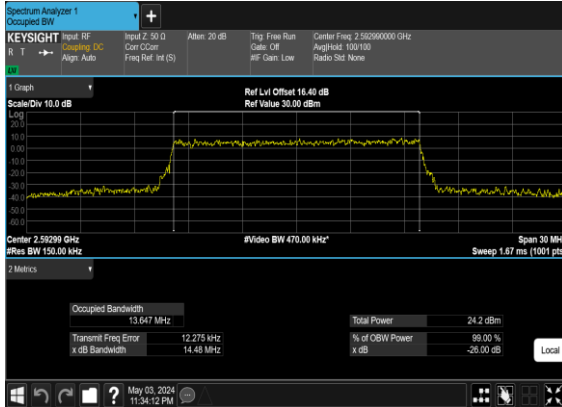 Spectrum Analyzer 1
Occupied BW
+
KEYSIGHT
R T
LW
Input: RF
Coupling: DC
Align: Auto
Input Z: 50 Ω
Corr CCorr
Freq Ref: Int (S)
Atten: 20 dB
Trig: Free Run
Gate: Off
#IF Gain: Low
Center Freq: 2.592990000 GHz
Avg|Hold: 100/100
Radio Std: None
1 Graph
Scale/Div 10.0 dB
Ref Lvl Offset 16.40 dB
Ref Value 30.00 dBm
Log
20.0
10.0
0.00
-10.0
-20.0
-30.0
-40.0
-50.0
-60.0
Center 2.59299 GHz
#Res BW 150.00 kHz
#Video BW 470.00 kHz*
Span 30 MH
Sweep 1.67 ms (1001 pts
2 Metrics
Occupied Bandwidth
13.647 MHz
Total Power 24.2 dBm
Transmit Freq Error 12.275 kHz
% of OBW Power 99.00 %
x dB Bandwidth 14.48 MHz
x dB -26.00 dB
Local
?
May 03, 2024
11:34:12 PM